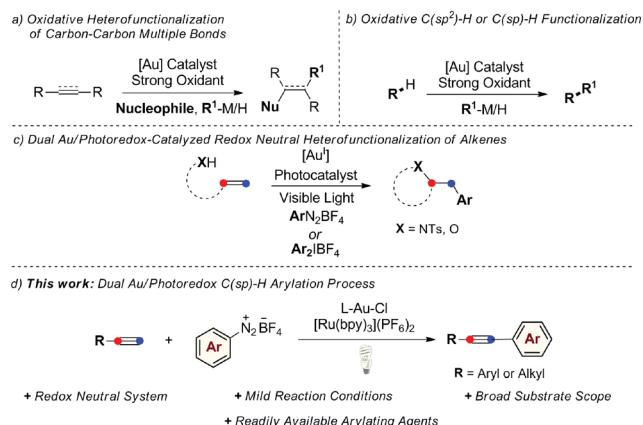 a) Oxidative Heterofunctionalization
of Carbon-Carbon Multiple Bonds
b) Oxidative C(sp²)-H or C(sp)-H Functionalization
R R
[Au] Catalyst
Strong Oxidant
Nucleophile, R¹-M/H
R R¹
Nu R
R H
[Au] Catalyst
Strong Oxidant
R¹-M/H
R R¹
c) Dual Au/Photoredox-Catalyzed Redox Neutral Heterofunctionalization of Alkenes
XH
[Auᴵ]
Photocatalyst
Visible Light
ArN₂BF₄
or
Ar₂IBF₄
X
Ar
X = NTs, O
d) This work: Dual Au/Photoredox C(sp)-H Arylation Process
R
+
Ar
N₂BF₄
+ −
L-Au-Cl
[Ru(bpy)₃](PF₆)₂
R
Ar
R = Aryl or Alkyl
+ Redox Neutral System
+ Mild Reaction Conditions
+ Broad Substrate Scope
+ Readily Available Arylating Agents